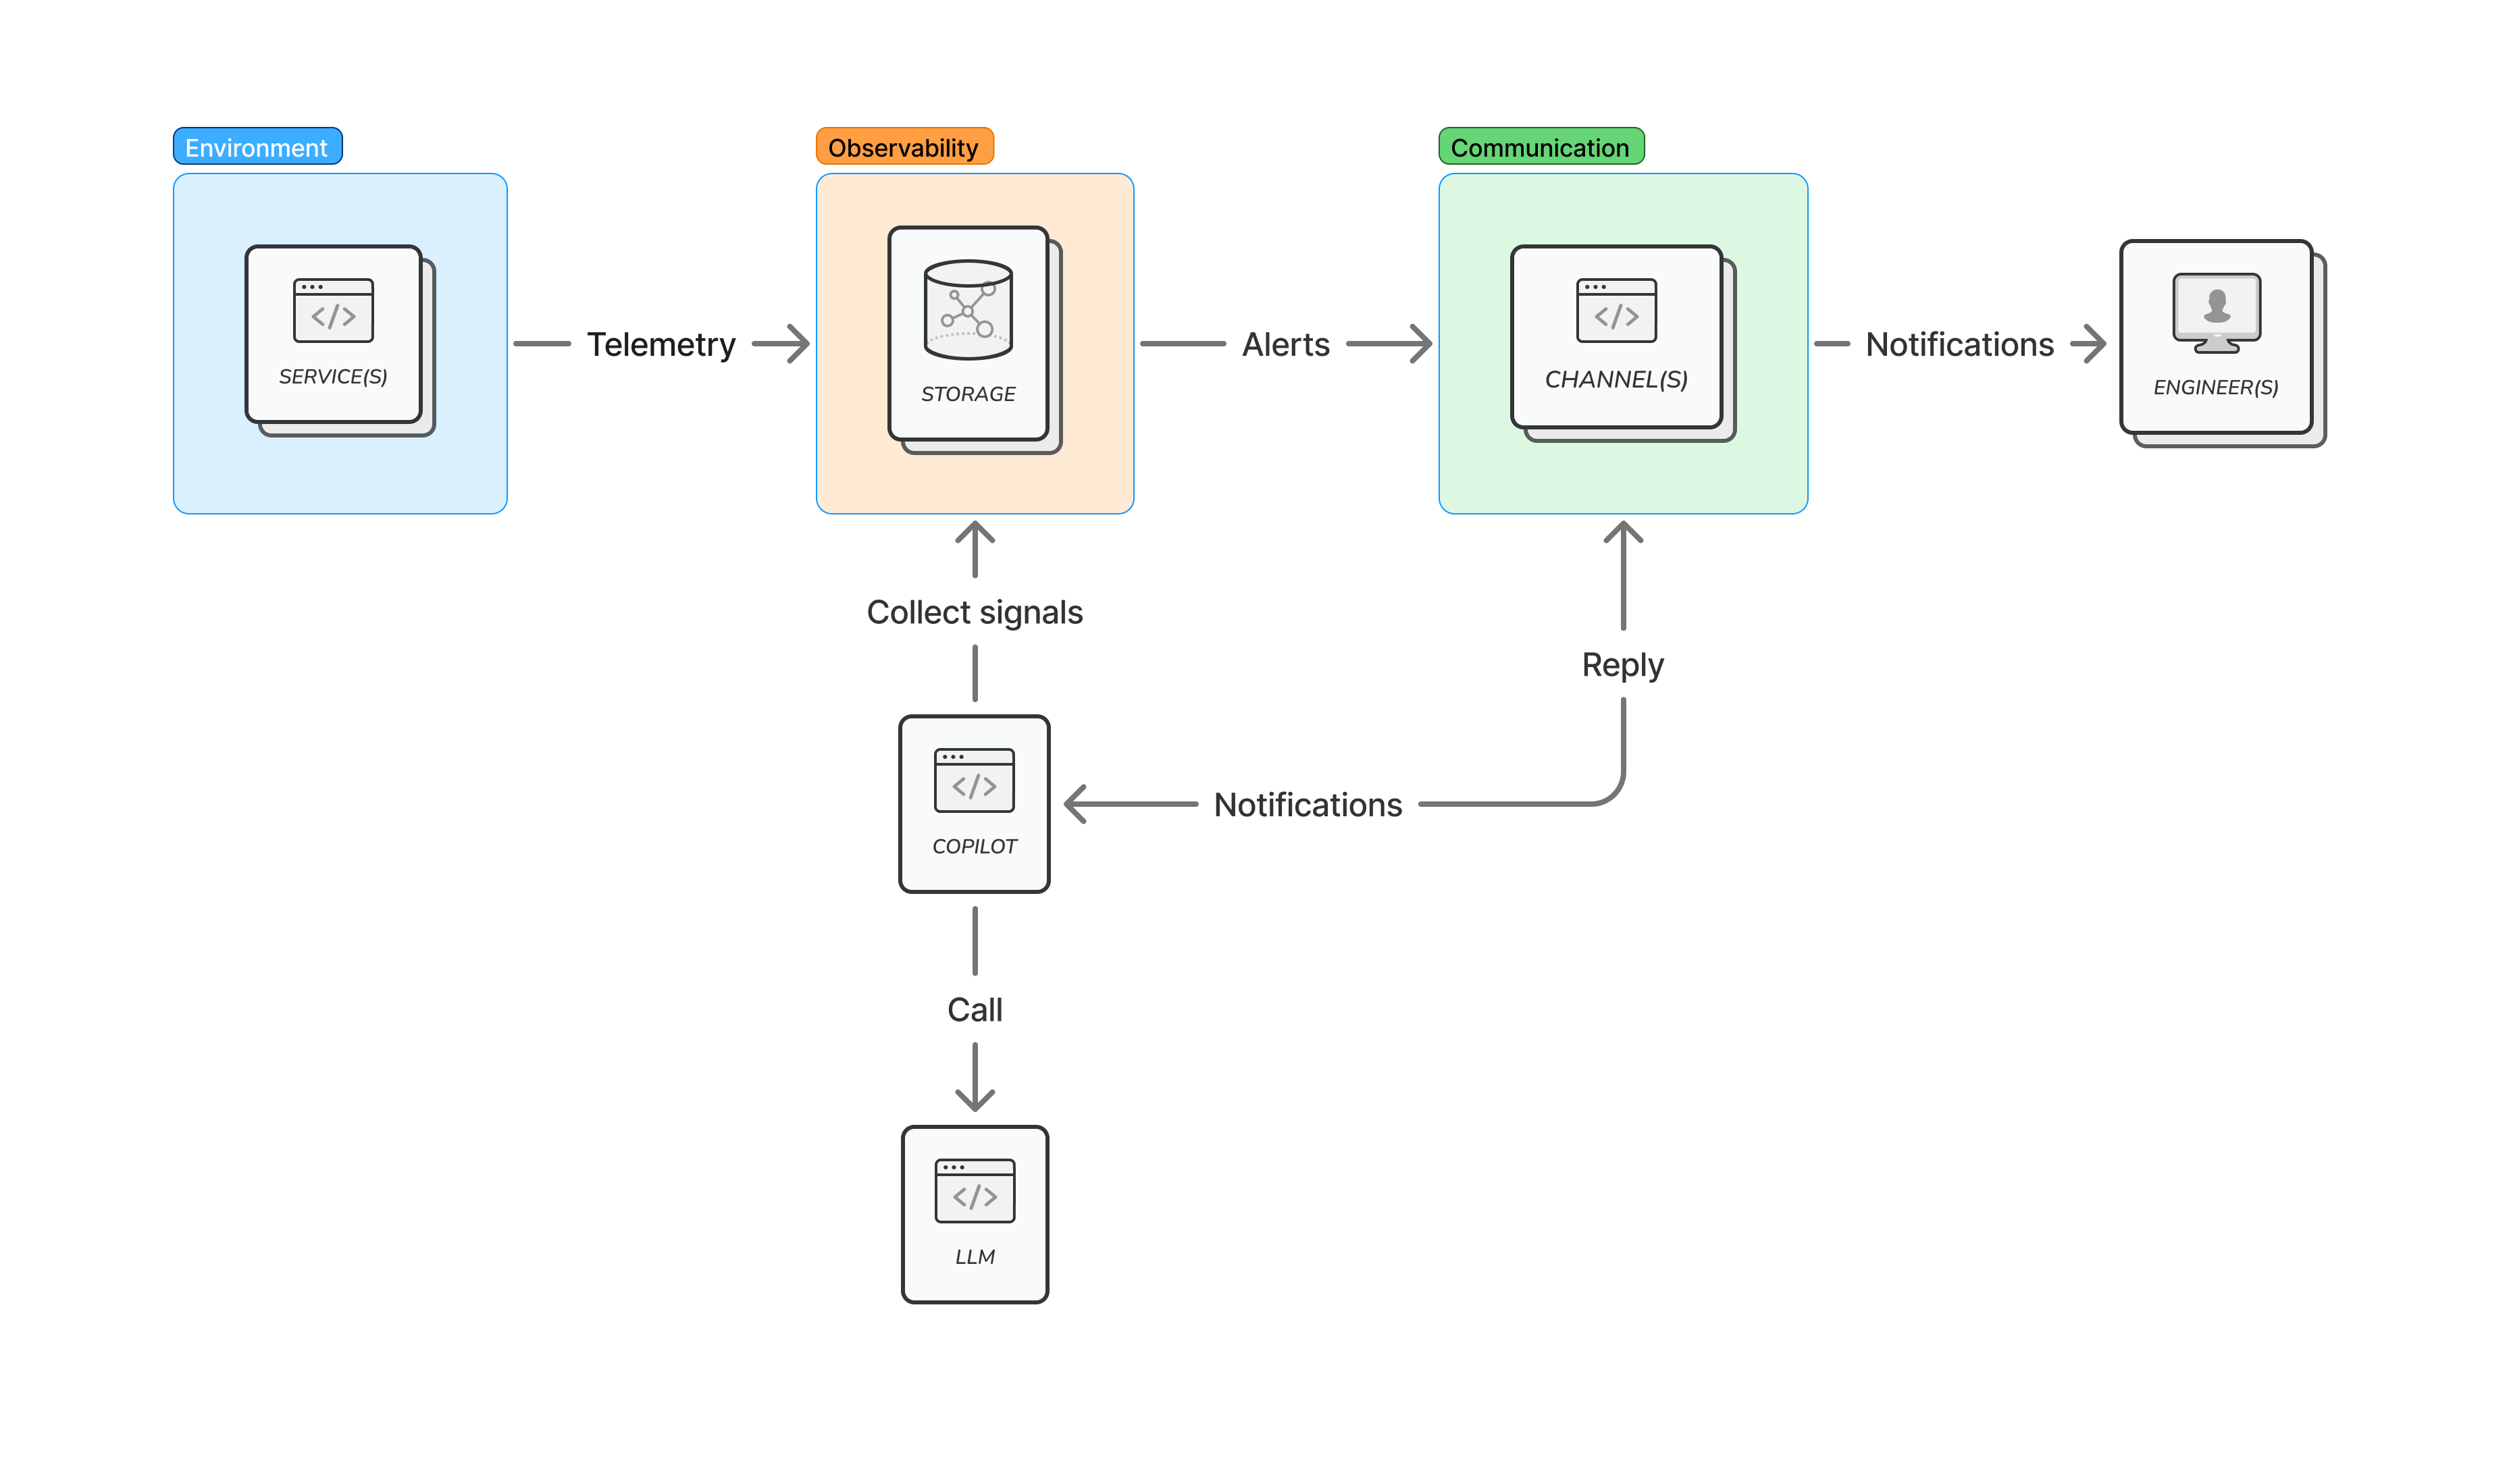 Environment
Observability
Communication
SERVICE(S)
Telemetry
STORAGE
Alerts
CHANNEL(S)
Notifications
ENGINEER(S)
Collect signals
Reply
COPILOT
Notifications
Call
LLM